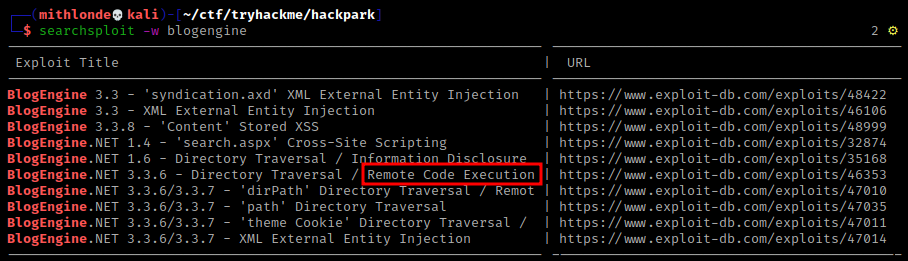 (mithlonde💀kali)-[~/ctf/tryhackme/hackpark]
$ searchsploit -w blogengine 2 ⚙
Exploit Title | URL
BlogEngine 3.3 - 'syndication.axd' XML External Entity Injection | https://www.exploit-db.com/exploits/48422
BlogEngine 3.3 - XML External Entity Injection | https://www.exploit-db.com/exploits/46106
BlogEngine 3.3.8 - 'Content' Stored XSS | https://www.exploit-db.com/exploits/48999
BlogEngine.NET 1.4 - 'search.aspx' Cross-Site Scripting | https://www.exploit-db.com/exploits/32874
BlogEngine.NET 1.6 - Directory Traversal / Information Disclosure | https://www.exploit-db.com/exploits/35168
BlogEngine.NET 3.3.6 - Directory Traversal / Remote Code Execution | https://www.exploit-db.com/exploits/46353
BlogEngine.NET 3.3.6/3.3.7 - 'dirPath' Directory Traversal / Remot | https://www.exploit-db.com/exploits/47010
BlogEngine.NET 3.3.6/3.3.7 - 'path' Directory Traversal | https://www.exploit-db.com/exploits/47035
BlogEngine.NET 3.3.6/3.3.7 - 'theme Cookie' Directory Traversal / | https://www.exploit-db.com/exploits/47011
BlogEngine.NET 3.3.6/3.3.7 - XML External Entity Injection | https://www.exploit-db.com/exploits/47014